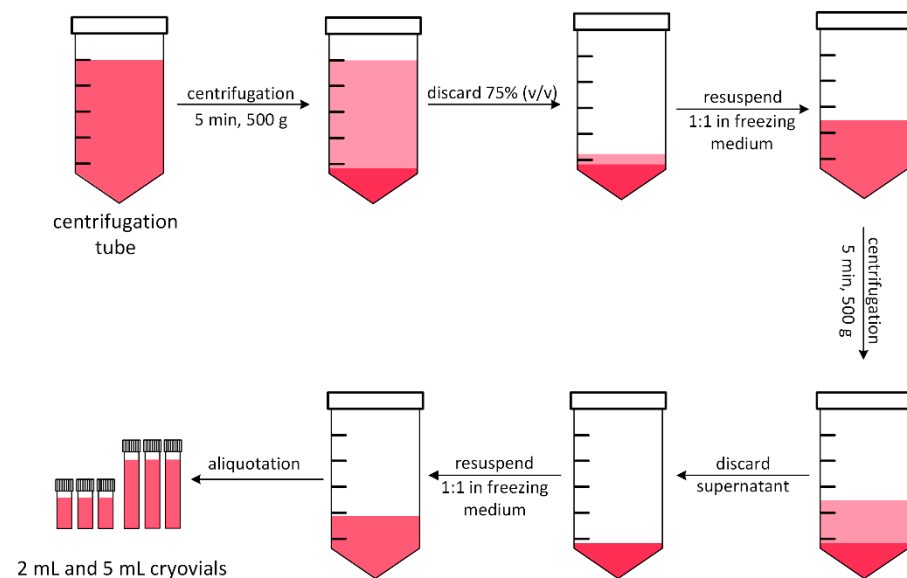 centrifugation
5 min, 500 g
discard 75% (v/v)
resuspend
1:1 in freezing
medium
centrifugation
tube
centrifugation
5 min, 500 g
discard
supernatant
resuspend
1:1 in freezing
medium
aliquotation
2 mL and 5 mL cryovials